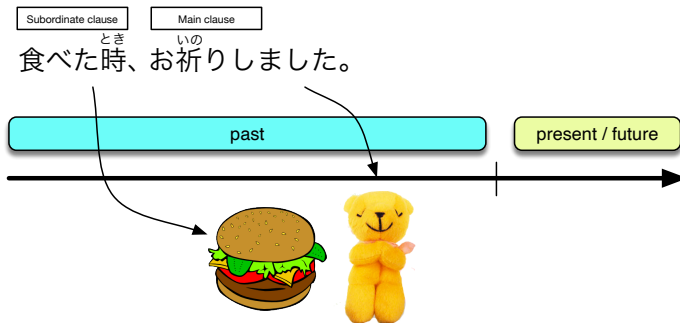 Subordinate clause
Main clause
とき
いの
食べた時、お祈りしました。
past
present / future